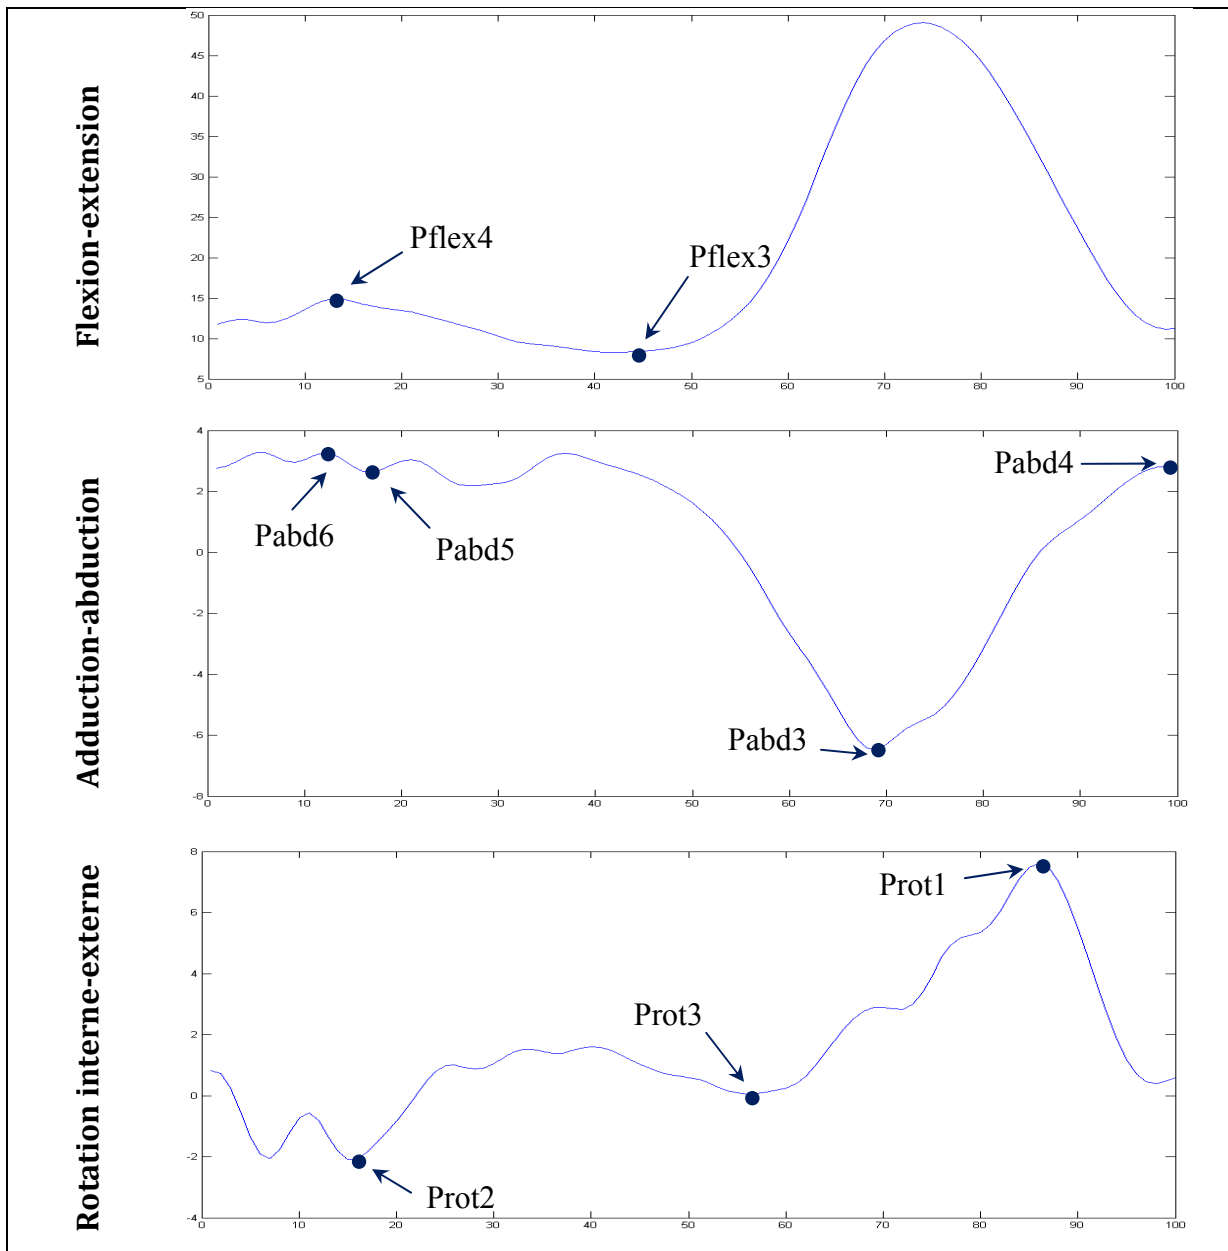 Flexion-extension
50
45
40
35
30
25
20
15
10
5
Pflex4
Pflex3
0 10 20 30 40 50 60 70 80 90 100
Adduction-abduction
4
2
0
-2
-4
-6
-8
Pabd6
Pabd5
Pabd4
Pabd3
0 10 20 30 40 50 60 70 80 90 100
Rotation interne-externe
8
6
4
2
0
-2
-4
Prot1
Prot3
Prot2
0 10 20 30 40 50 60 70 80 90 100